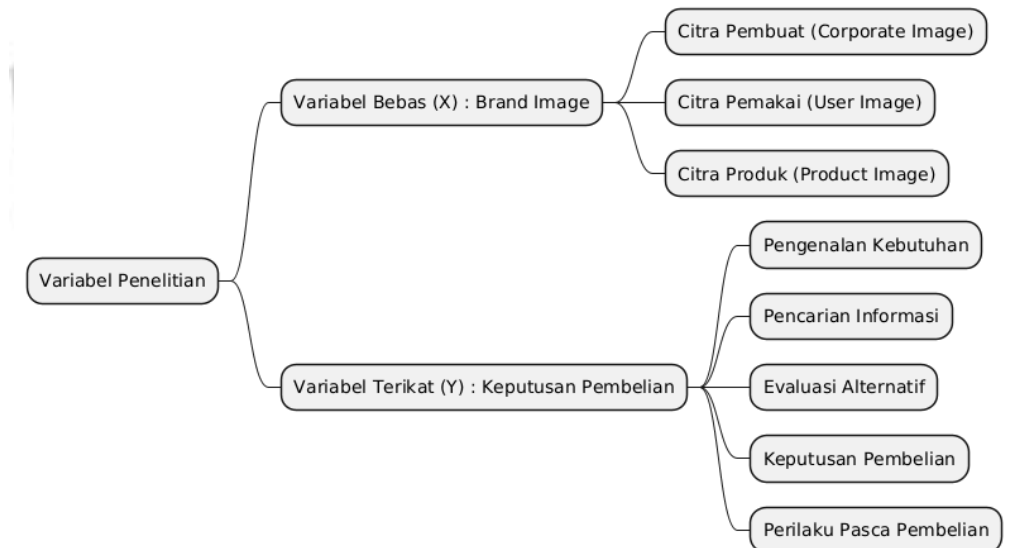 Variabel Penelitian
Variabel Bebas (X) : Brand Image
Citra Pembuat (Corporate Image)
Citra Pemakai (User Image)
Citra Produk (Product Image)
Variabel Terikat (Y) : Keputusan Pembelian
Pengenalan Kebutuhan
Pencarian Informasi
Evaluasi Alternatif
Keputusan Pembelian
Perilaku Pasca Pembelian